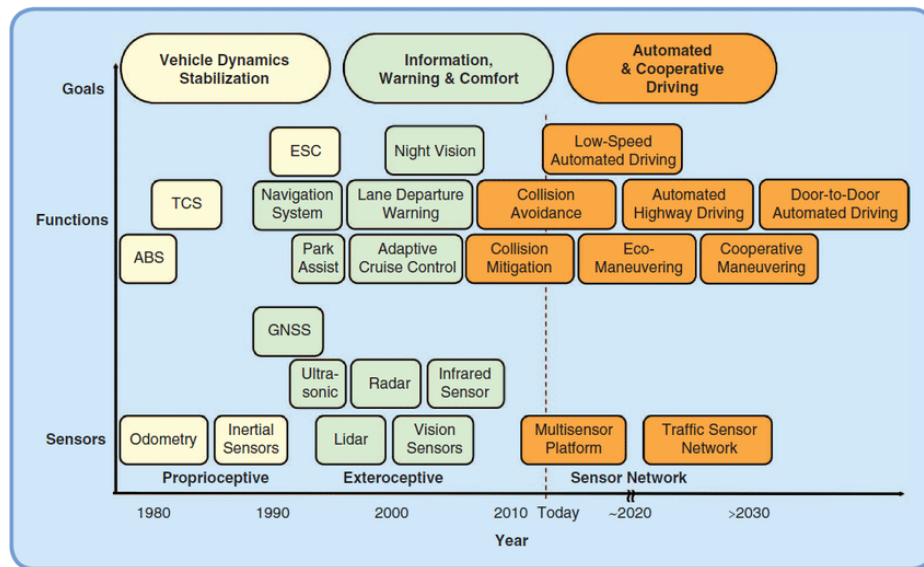 Goals
Vehicle Dynamics
Stabilization
Information,
Warning & Comfort
Automated
& Cooperative
Driving
Functions
ESC
Night Vision
Low-Speed
Automated Driving
TCS
Navigation
System
Lane Departure
Warning
Collision
Avoidance
Automated
Highway Driving
Door-to-Door
Automated Driving
ABS
Park
Assist
Adaptive
Cruise Control
Collision
Mitigation
Eco-
Maneuvering
Cooperative
Maneuvering
GNSS
Ultra-
sonic
Radar
Infrared
Sensor
Sensors
Odometry
Inertial
Sensors
Lidar
Vision
Sensors
Multisensor
Platform
Traffic Sensor
Network
Proprioceptive
Exteroceptive
Sensor Network
1980
1990
2000
2010
Today
~2020
>2030
Year